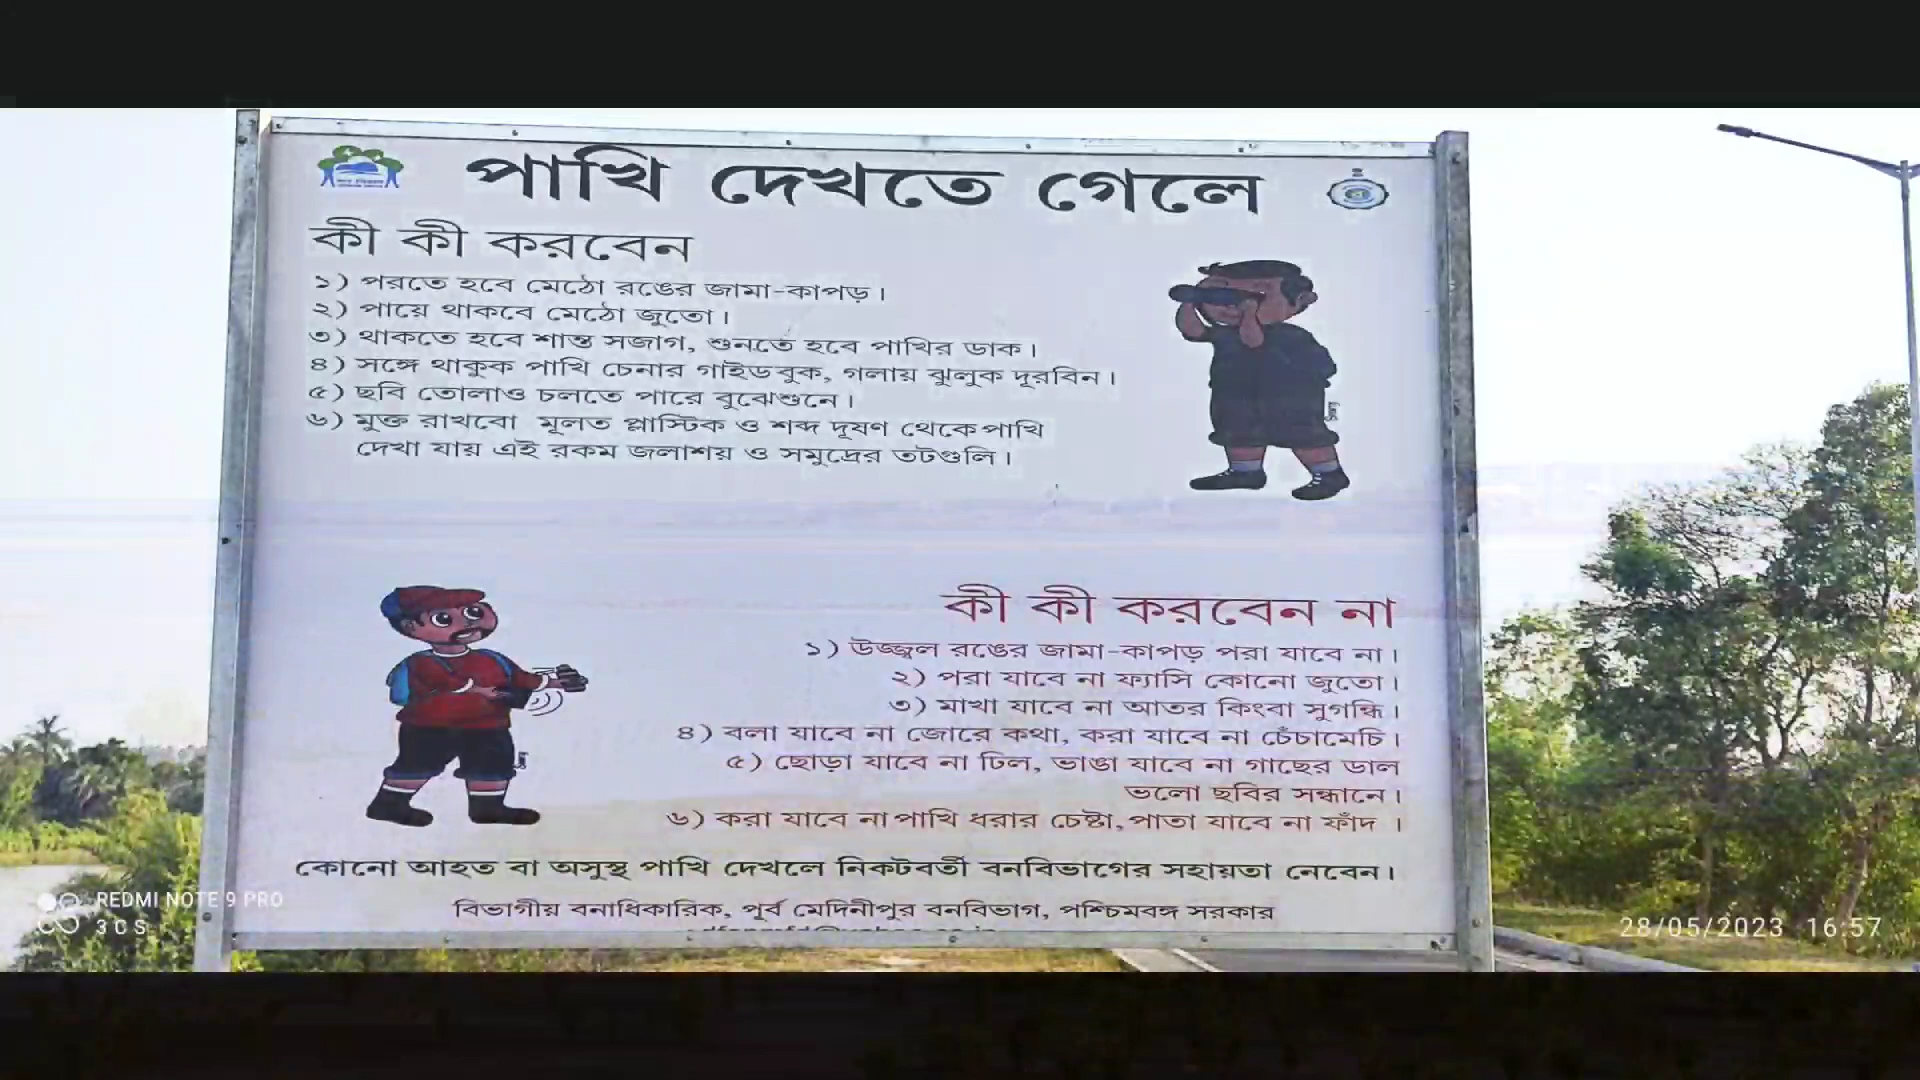 পাখি দেখতে গেলে
কী কী করবেন
১) পরতে হবে মেঠো রঙের জামা-কাপড়।
২) পায়ে থাকবে মেঠো জুতো।
৩) থাকতে হবে শান্ত সজাগ, শুনতে হবে পাখির ডাক।
৪) সঙ্গে থাকুক পাখি চেনার গাইডবুক, গলায় ঝুলুক দূরবিন।
৫) ছবি তোলাও চলতে পারে বুঝেশুনে।
৬) মুক্ত রাখবো মূলত প্লাস্টিক ও শব্দ দূষণ থেকে পাখি
দেখা যায় এই রকম জলাশয় ও সমুদ্রের তটগুলি।
কী কী করবেন না
১) উজ্জ্বল রঙের জামা-কাপড় পরা যাবে না।
২) পরা যাবে না ফ্যাসি কোনো জুতো।
৩) মাখা যাবে না আতর কিংবা সুগন্ধি।
৪) বলা যাবে না জোরে কথা, করা যাবে না চেঁচামেচি।
৫) ছোড়া যাবে না ঢিল, ভাঙা যাবে না গাছের ডাল
ভলো ছবির সন্ধানে।
৬) করা যাবে না পাখি ধরার চেষ্টা, পাতা যাবে না ফাঁদ ।
কোনো আহত বা অসুস্থ পাখি দেখলে নিকটবর্তী বনবিভাগের সহায়তা নেবেন।
বিভাগীয় বনাধিকারিক, পূর্ব মেদিনীপুর বনবিভাগ, পশ্চিমবঙ্গ সরকার
REDMI NOTE 9 PRO
3CS
28/05/2023 16:57